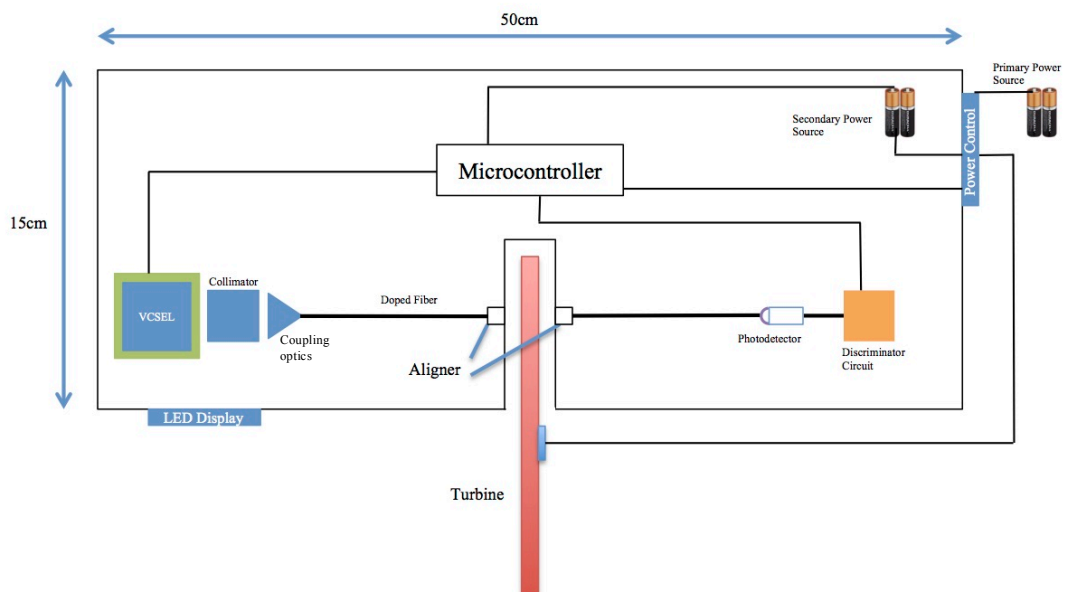 50cm
Primary Power
Source
Secondary Power
Source
Power Control
Microcontroller
15cm
Collimator
VCSEL
Doped Fiber
Coupling
optics
Aligner
Photodetector
Discriminator
Circuit
LED Display
Turbine